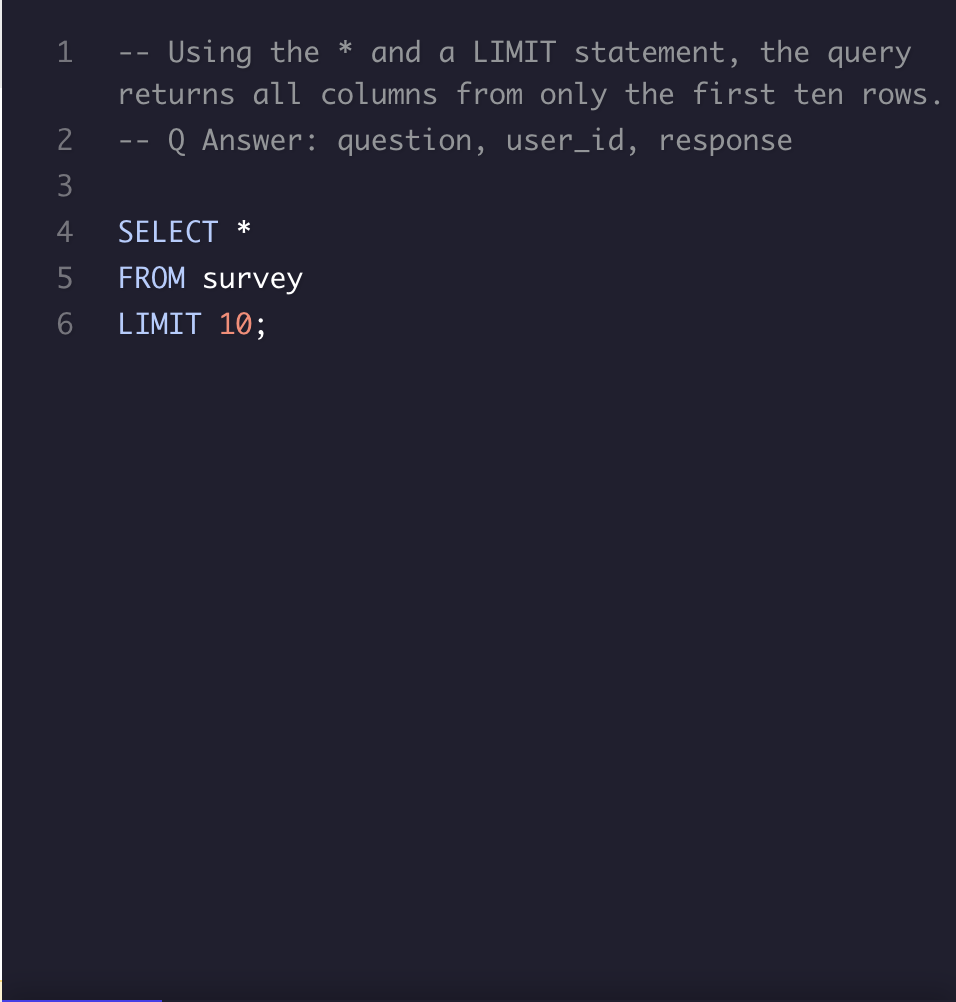 1 -- Using the * and a LIMIT statement, the query
returns all columns from only the first ten rows.
2 -- Q Answer: question, user_id, response
3
4 SELECT *
5 FROM survey
6 LIMIT 10;